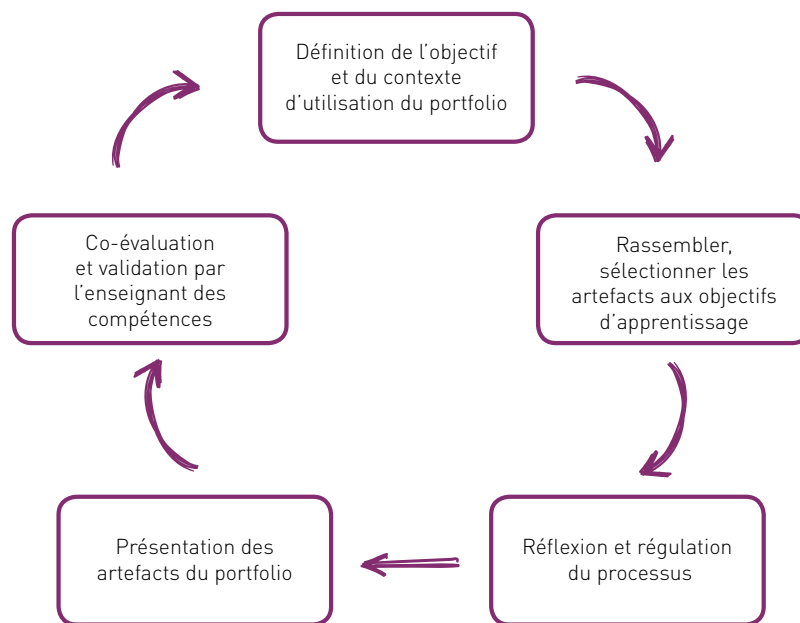 Définition de l'objectif
et du contexte
d'utilisation du portfolio
Co-évaluation
et validation par
l'enseignant des
compétences
Rassembler,
sélectionner les
artefacts aux objectifs
d'apprentissage
Présentation des
artefacts du portfolio
Réflexion et régulation
du processus